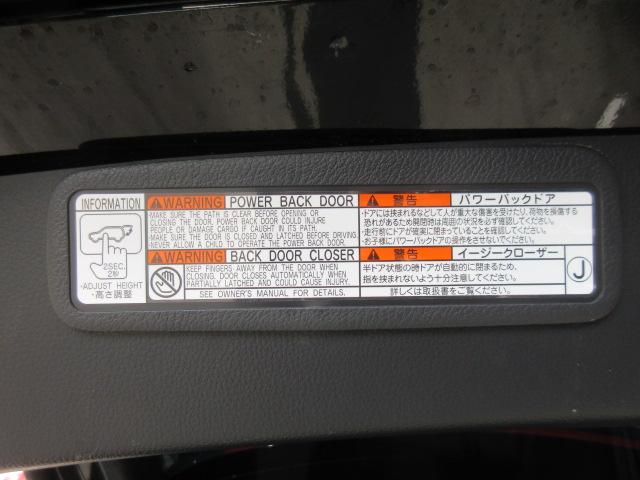 INFORMATION
2SEC.
2秒
・ADJUST HEIGHT
・高さ調整
WARNING POWER BACK DOOR
・MAKE SURE THE PATH IS CLEAR BEFORE OPENING OR
CLOSING THE DOOR. POWER BACK DOOR COULD INJURE
PEOPLE OR DAMAGE CARGO IF CAUGHT IN ITS PATH.
・MAKE SURE THE DOOR IS CLOSED AND LATCHED BEFORE DRIVING.
・NEVER ALLOW A CHILD TO OPERATE THE POWER BACK DOOR.
WARNING BACK DOOR CLOSER
KEEP FINGERS AWAY FROM THE DOOR WHEN
CLOSING. DOOR CLOSES AUTOMATICALLY WHEN
PARTIALLY LATCHED AND COULD CAUSE INJURY.
SEE OWNER'S MANUAL FOR DETAILS.
警告 パワーバックドア
・ドアには挟まれるなどして人が重大な傷害を受けたり、荷物を損傷する
恐れがあるため開閉時は周囲の状況を必ず確認してください。
・走行前にドアが確実に閉まっていることを確認してください。
・お子様にパワーバックドアの操作をさせないでください。
警告 イージークローザー
半ドア状態の時ドアが自動的に閉まるため、
指を挟まれないよう十分注意してください。
詳しくは取扱書をご覧ください。
J